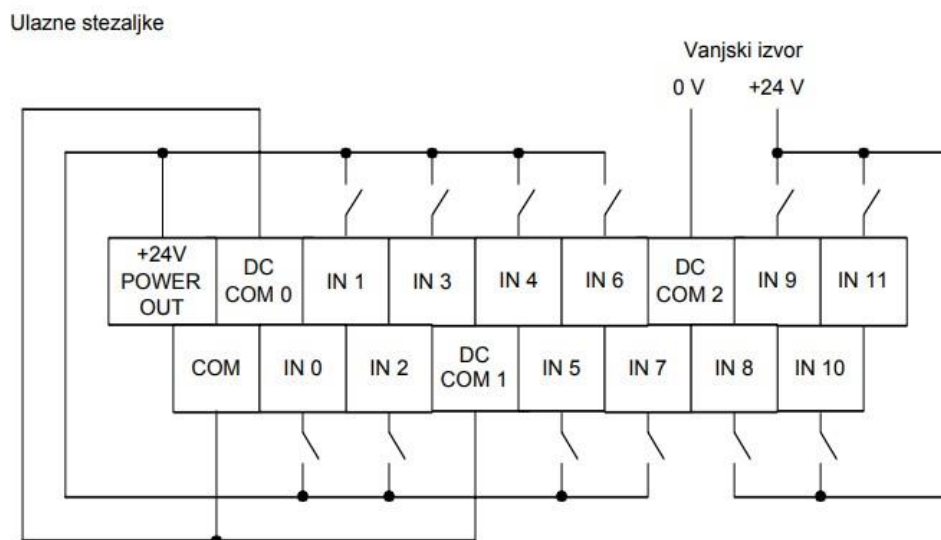 Ulazne stezaljke
Vanjski izvor
0 V +24 V
+24V
POWER
OUT
DC
COM 0
IN 1
IN 3
IN 4
IN 6
DC
COM 2
IN 9
IN 11
COM
IN 0
IN 2
DC
COM 1
IN 5
IN 7
IN 8
IN 10